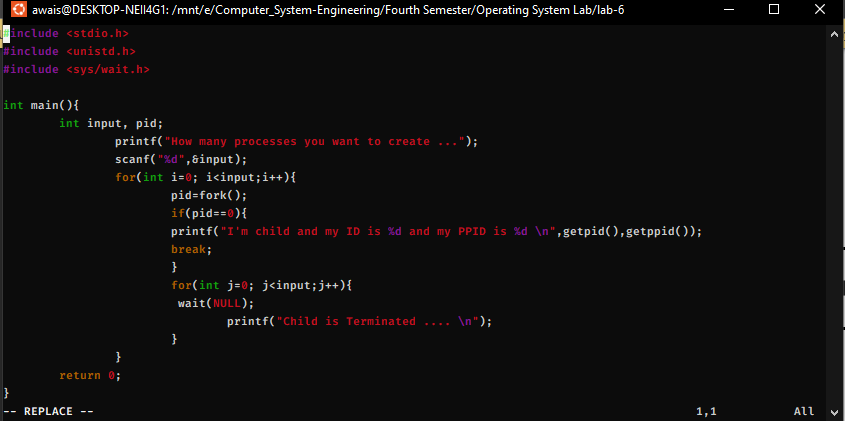 awais@DESKTOP-NEII4G1: /mnt/e/Computer_System-Engineering/Fourth Semester/Operating System Lab/lab-6
#include <stdio.h>
#include <unistd.h>
#include <sys/wait.h>
int main(){
int input, pid;
printf("How many processes you want to create ...");
scanf("%d",&input);
for(int i=0; i<input;i++){
pid=fork();
if(pid==0){
printf("I'm child and my ID is %d and my PPID is %d \n",getpid(),getppid());
break;
}
for(int j=0; j<input;j++){
wait(NULL);
printf("Child is Terminated .... \n");
}
}
return 0;
}
-- REPLACE -- 1,1 All